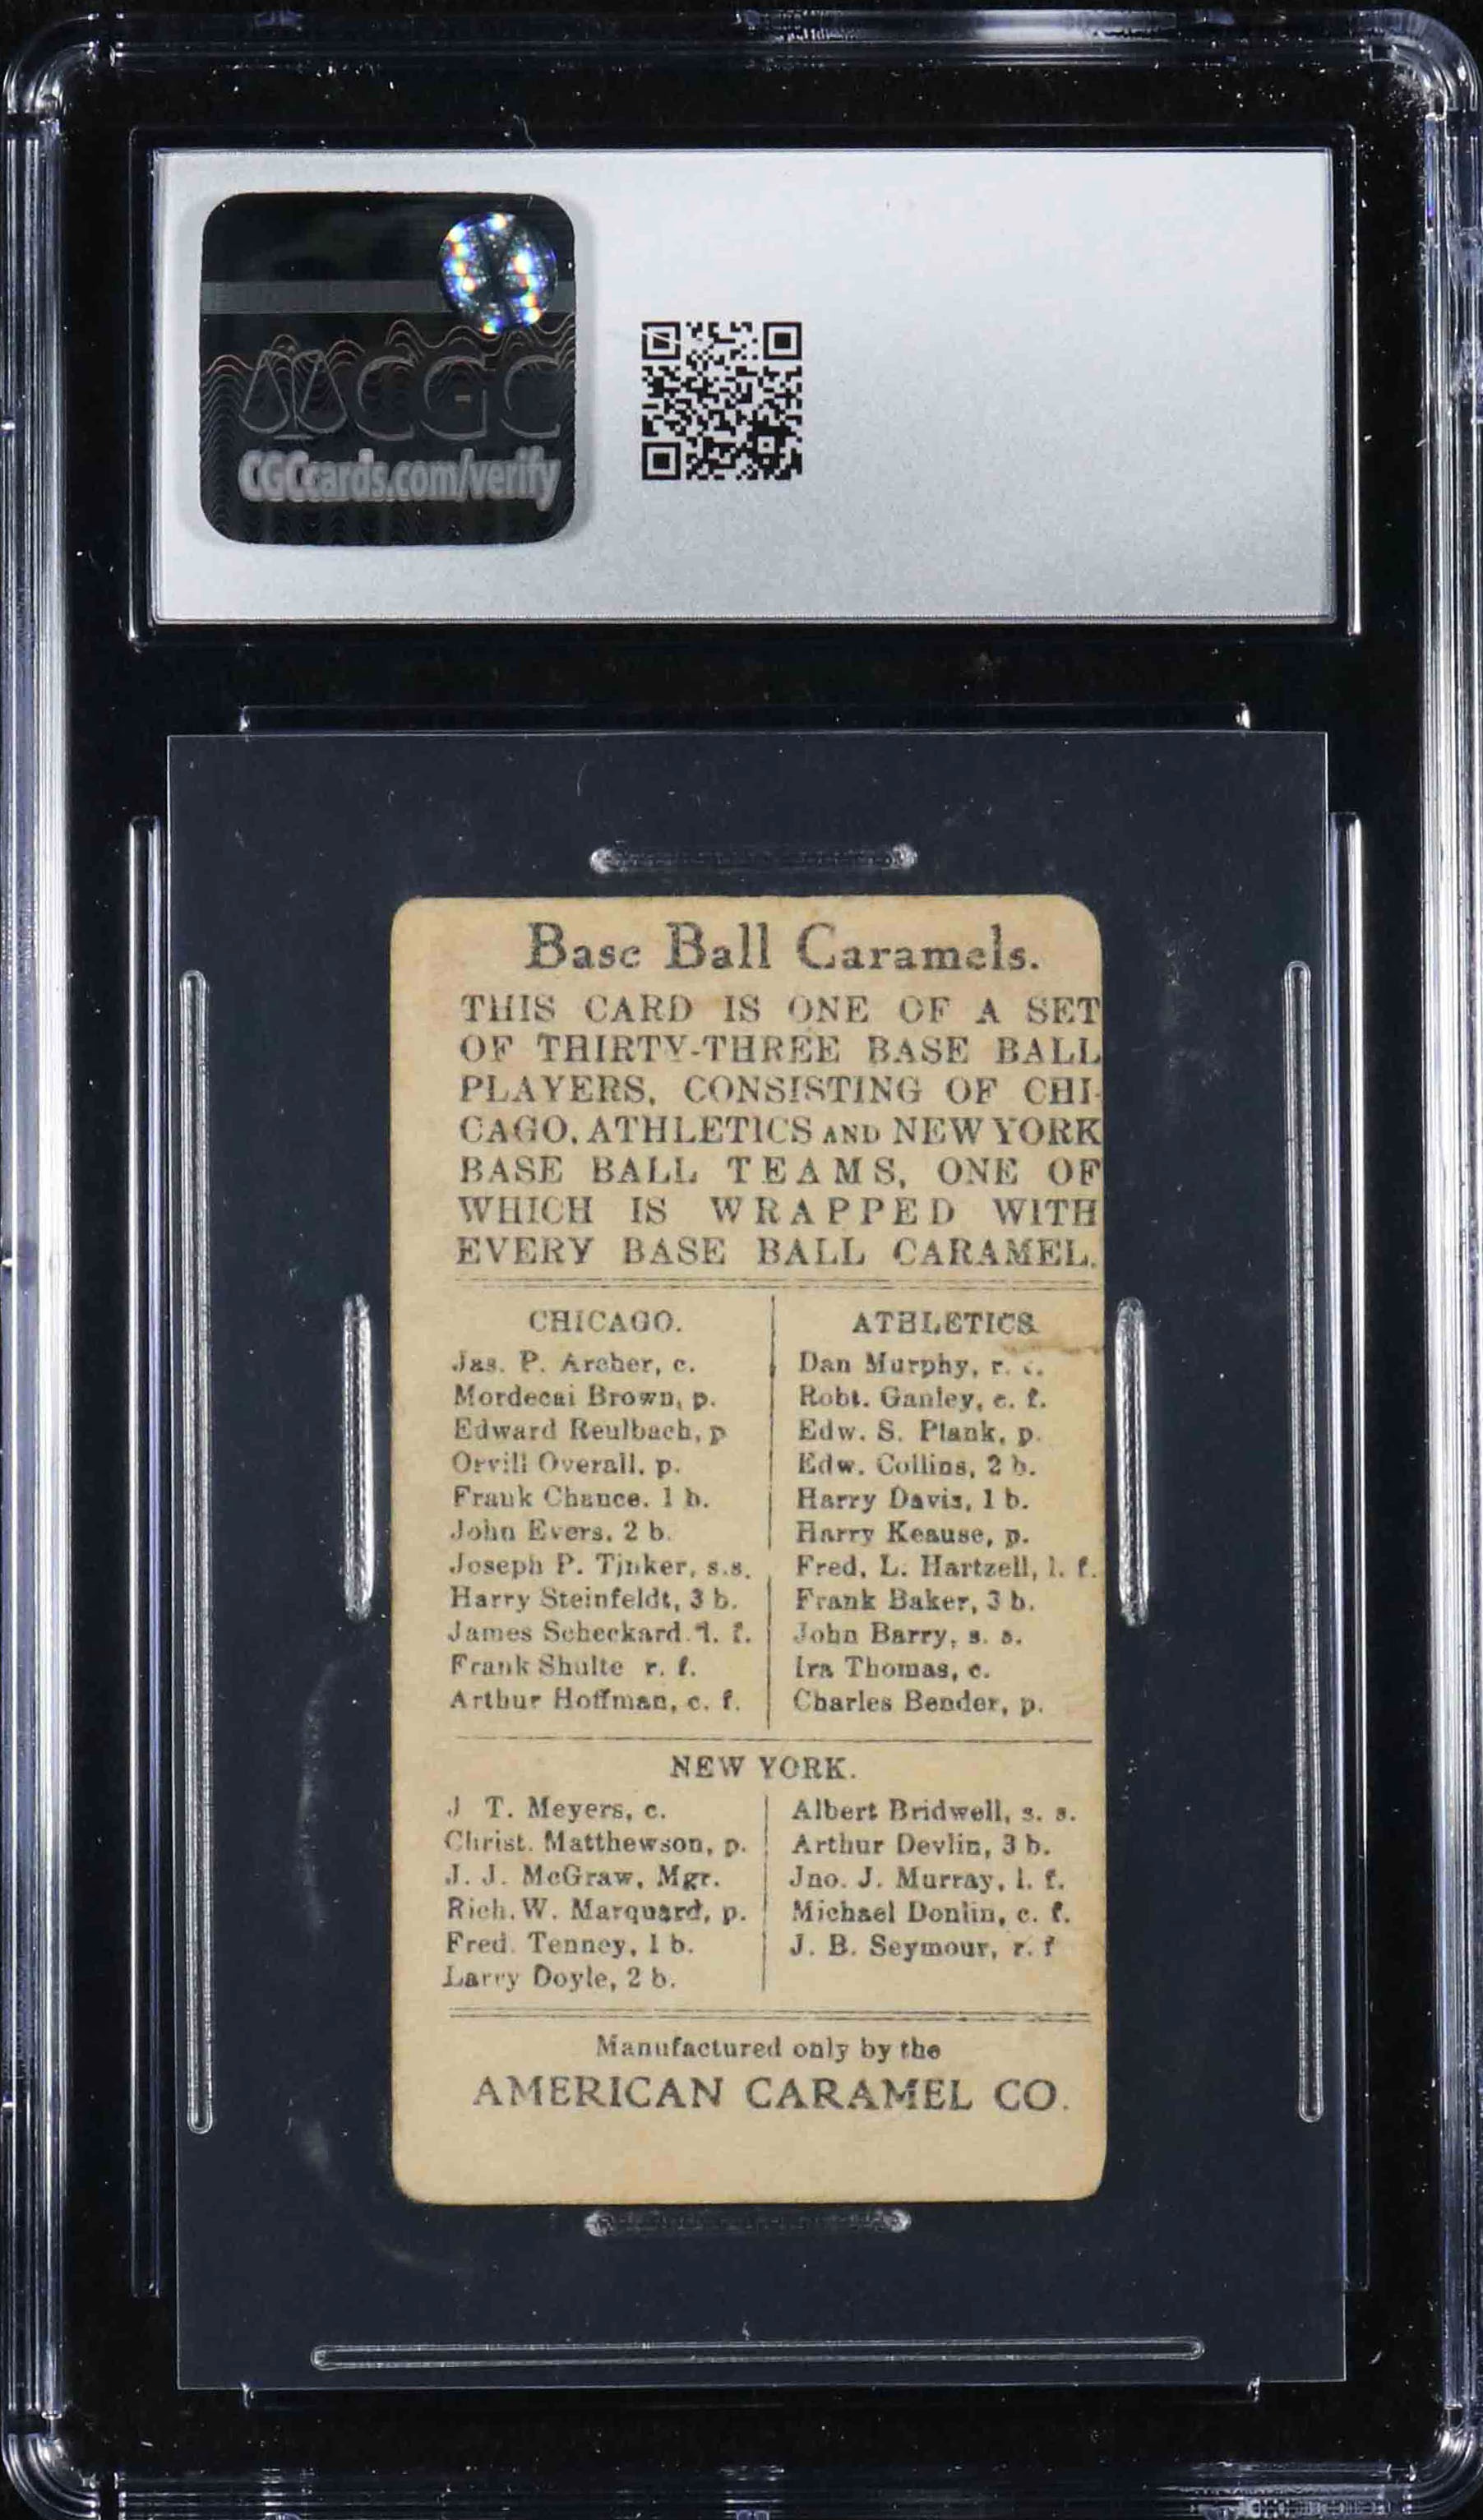 CGC
CGCcards.com/verify
Base Ball Caramels.
THIS CARD IS ONE OF A SET
OF THIRTY-THREE BASE BALL
PLAYERS, CONSISTING OF CHI-
CAGO, ATHLETICS AND NEW YORK
BASE BALL TEAMS, ONE OF
WHICH IS WRAPPED WITH
EVERY BASE BALL CARAMEL.
CHICAGO.
Jas. P. Archer, c.
Mordecai Brown, p.
Edward Reulbach, p
Orvill Overall, p.
Frank Chance, 1 b.
John Evers, 2 b.
Joseph P. Tinker, s.s.
Harry Steinfeldt, 3 b.
James Scheckard. l. f.
Frank Shulte r. f.
Arthur Hoffman, c. f.
ATHLETICS.
Dan Murphy, r.
Robt. Ganley, c. f.
Edw. S. Plank, p.
Edw. Collins, 2 b.
Harry Davis, 1 b.
Harry Keause, p.
Fred. L. Hartzell, l. f.
Frank Baker, 3 b.
John Barry, s. s.
Ira Thomas, c.
Charles Bender, p.
NEW YORK.
J T. Meyers, c.
Christ. Matthewson, p.
J. J. McGraw, Mgr.
Rich. W. Marquard, p.
Fred. Tenney, 1 b.
Larry Doyle, 2 b.
Albert Bridwell, s. s.
Arthur Devlin, 3 b.
Jno. J. Murray, l. f.
Michael Donlin, c. f.
J. B. Seymour, r. f
Manufactured only by the
AMERICAN CARAMEL CO.